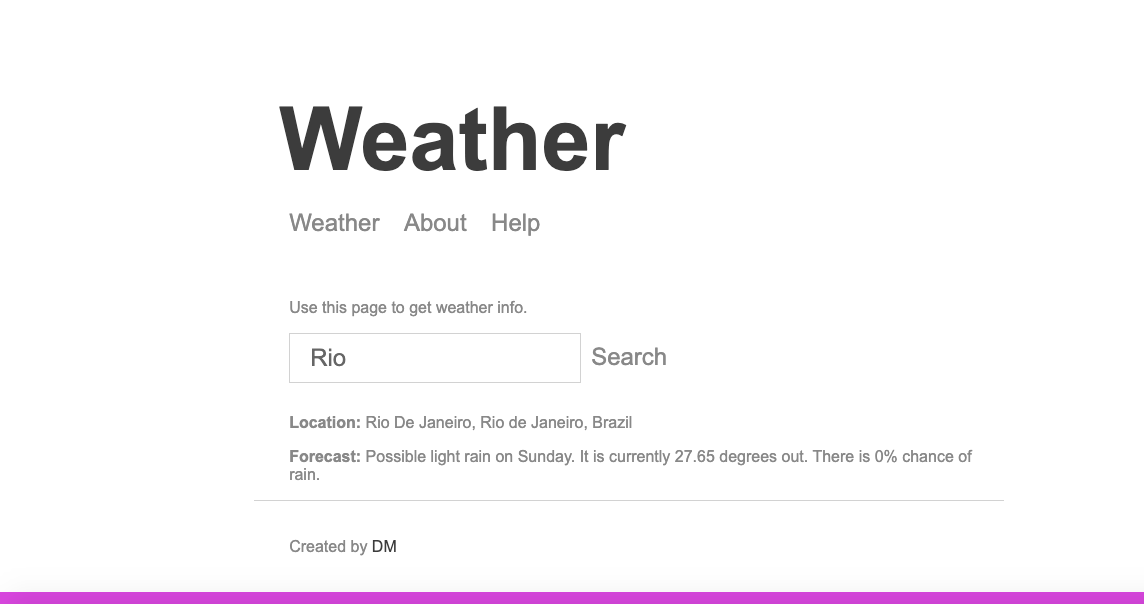 Weather
Weather About Help
Use this page to get weather info.
Rio Search
Location: Rio De Janeiro, Rio de Janeiro, Brazil
Forecast: Possible light rain on Sunday. It is currently 27.65 degrees out. There is 0% chance of
rain.
Created by DM